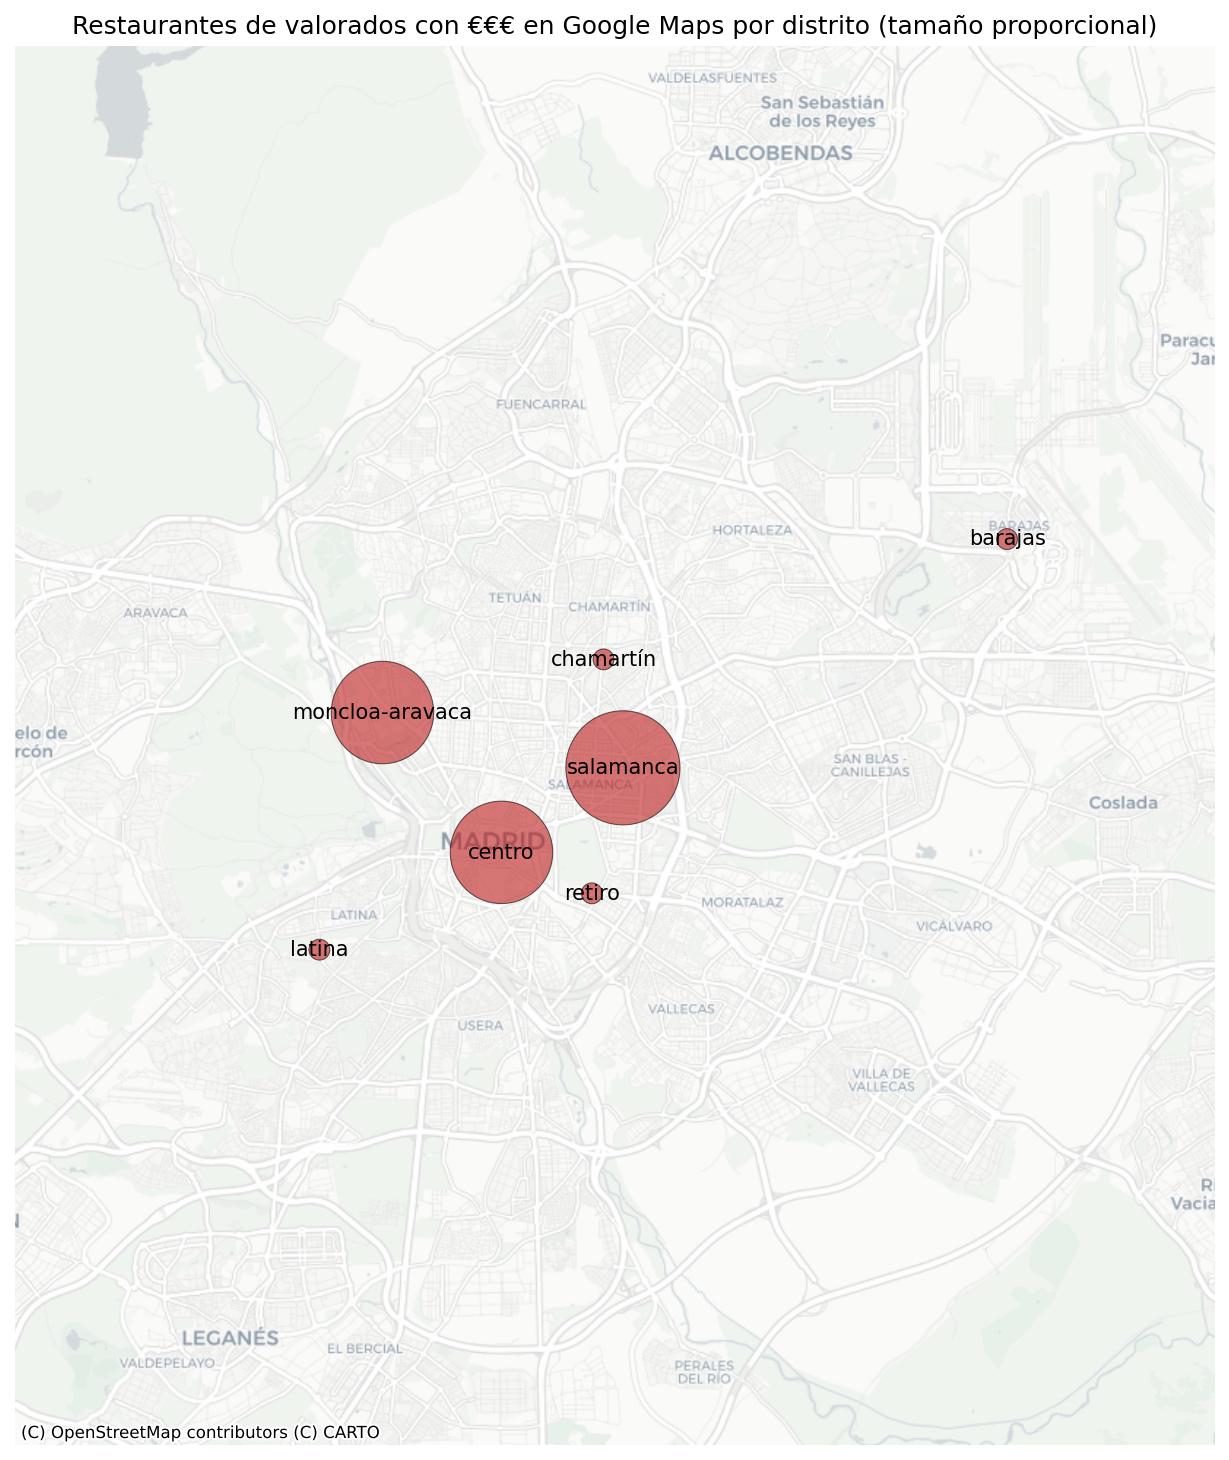 Restaurantes de valorados con €€€ en Google Maps por distrito (tamaño proporcional)
VALDELASFUENTES
San Sebastián
de los Reyes
ALCOBENDAS
Paracu
Jar
FUENCARRAL
HORTALEZA
BARAJAS
barajas
TETUÁN
CHAMARTÍN
ARAVACA
chamartín
moncloa-aravaca
elo de
rcón
salamanca
SALAMANCA
SAN BLAS -
CANILLEJAS
Coslada
MADRID
centro
retiro
MORATALAZ
LATINA
VICÁLVARO
latina
VALLECAS
USERA
VILLA DE
VALLECAS
Vacia
LEGANÉS
EL BERCIAL
VALDEPELAYO
PERALES
DEL RÍO
(C) OpenStreetMap contributors (C) CARTO